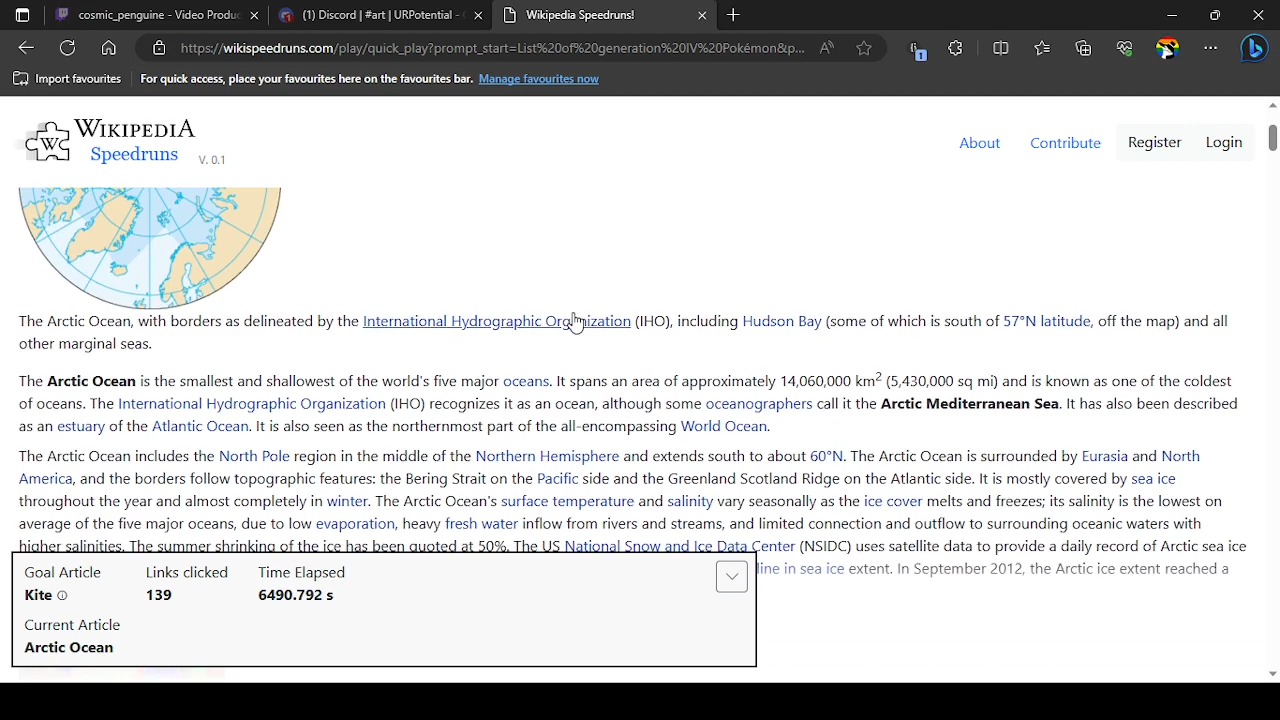 cosmic_penguine - Video Produc
(1) Discord | #art | URPotential -
Wikipedia Speedruns!
https://wikispeedruns.com/play/quick_play?prompt_start=List%20of%20generation%20IV%20Pokémon&p...
1
Import favourites
For quick access, place your favourites here on the favourites bar. Manage favourites now
WIKIPEDIA
W
Speedruns V. 0.1
About Contribute Register Login
The Arctic Ocean, with borders as delineated by the International Hydrographic Organization (IHO), including Hudson Bay (some of which is south of 57°N latitude, off the map) and all
other marginal seas.
The Arctic Ocean is the smallest and shallowest of the world's five major oceans. It spans an area of approximately 14,060,000 km2 (5,430,000 sq mi) and is known as one of the coldest
of oceans. The International Hydrographic Organization (IHO) recognizes it as an ocean, although some oceanographers call it the Arctic Mediterranean Sea. It has also been described
as an estuary of the Atlantic Ocean. It is also seen as the northernmost part of the all-encompassing World Ocean.
The Arctic Ocean includes the North Pole region in the middle of the Northern Hemisphere and extends south to about 60°N. The Arctic Ocean is surrounded by Eurasia and North
America, and the borders follow topographic features: the Bering Strait on the Pacific side and the Greenland Scotland Ridge on the Atlantic side. It is mostly covered by sea ice
throughout the year and almost completely in winter. The Arctic Ocean's surface temperature and salinity vary seasonally as the ice cover melts and freezes; its salinity is the lowest on
average of the five major oceans, due to low evaporation, heavy fresh water inflow from rivers and streams, and limited connection and outflow to surrounding oceanic waters with
higher salinities. The summer shrinking of the ice has been quoted at 50%. The US National Snow and Ice Data Center (NSIDC) uses satellite data to provide a daily record of Arctic sea ice
line in sea ice extent. In September 2012, the Arctic ice extent reached a
Goal Article Links clicked Time Elapsed
Kite 139 6490.792 s
Current Article
Arctic Ocean